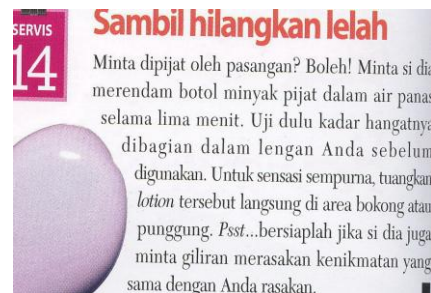 SERVIS
14
Sambil hilangkan lelah
Minta dipijat oleh pasangan? Boleh! Minta si dia
merendam botol minyak pijat dalam air panas
selama lima menit. Uji dulu kadar hangatnya
dibagian dalam lengan Anda sebelum
digunakan. Untuk sensasi sempurna, tuangkan
lotion tersebut langsung di area bokong atau
punggung. Psst...bersiaplah jika si dia juga
minta giliran merasakan kenikmatan yang
sama dengan Anda rasakan.